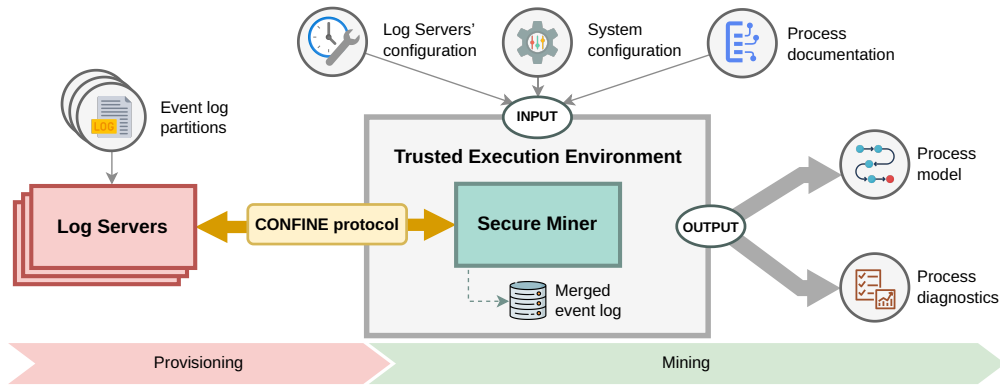 Log Servers'
configuration
System
configuration
Process
documentation
Event log
partitions
LOG
INPUT
Trusted Execution Environment
Log Servers
CONFINE protocol
Secure Miner
Merged
event log
OUTPUT
Process
model
Process
diagnostics
Provisioning
Mining